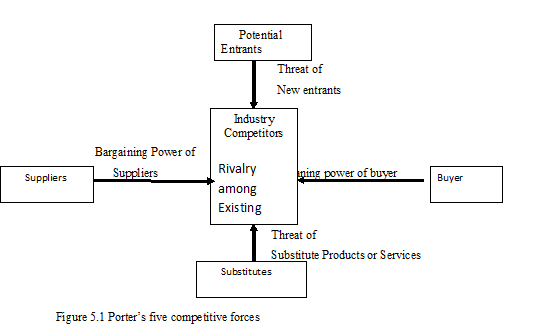 Potential
Entrants
Threat of
New entrants
Industry
Competitors
Bargaining Power of
Suppliers
Suppliers
Rivalry
among
Existing
power of buyer
Buyer
Threat of
Substitute Products or Services
Substitutes
Figure 5.1 Porter's five competitive forces